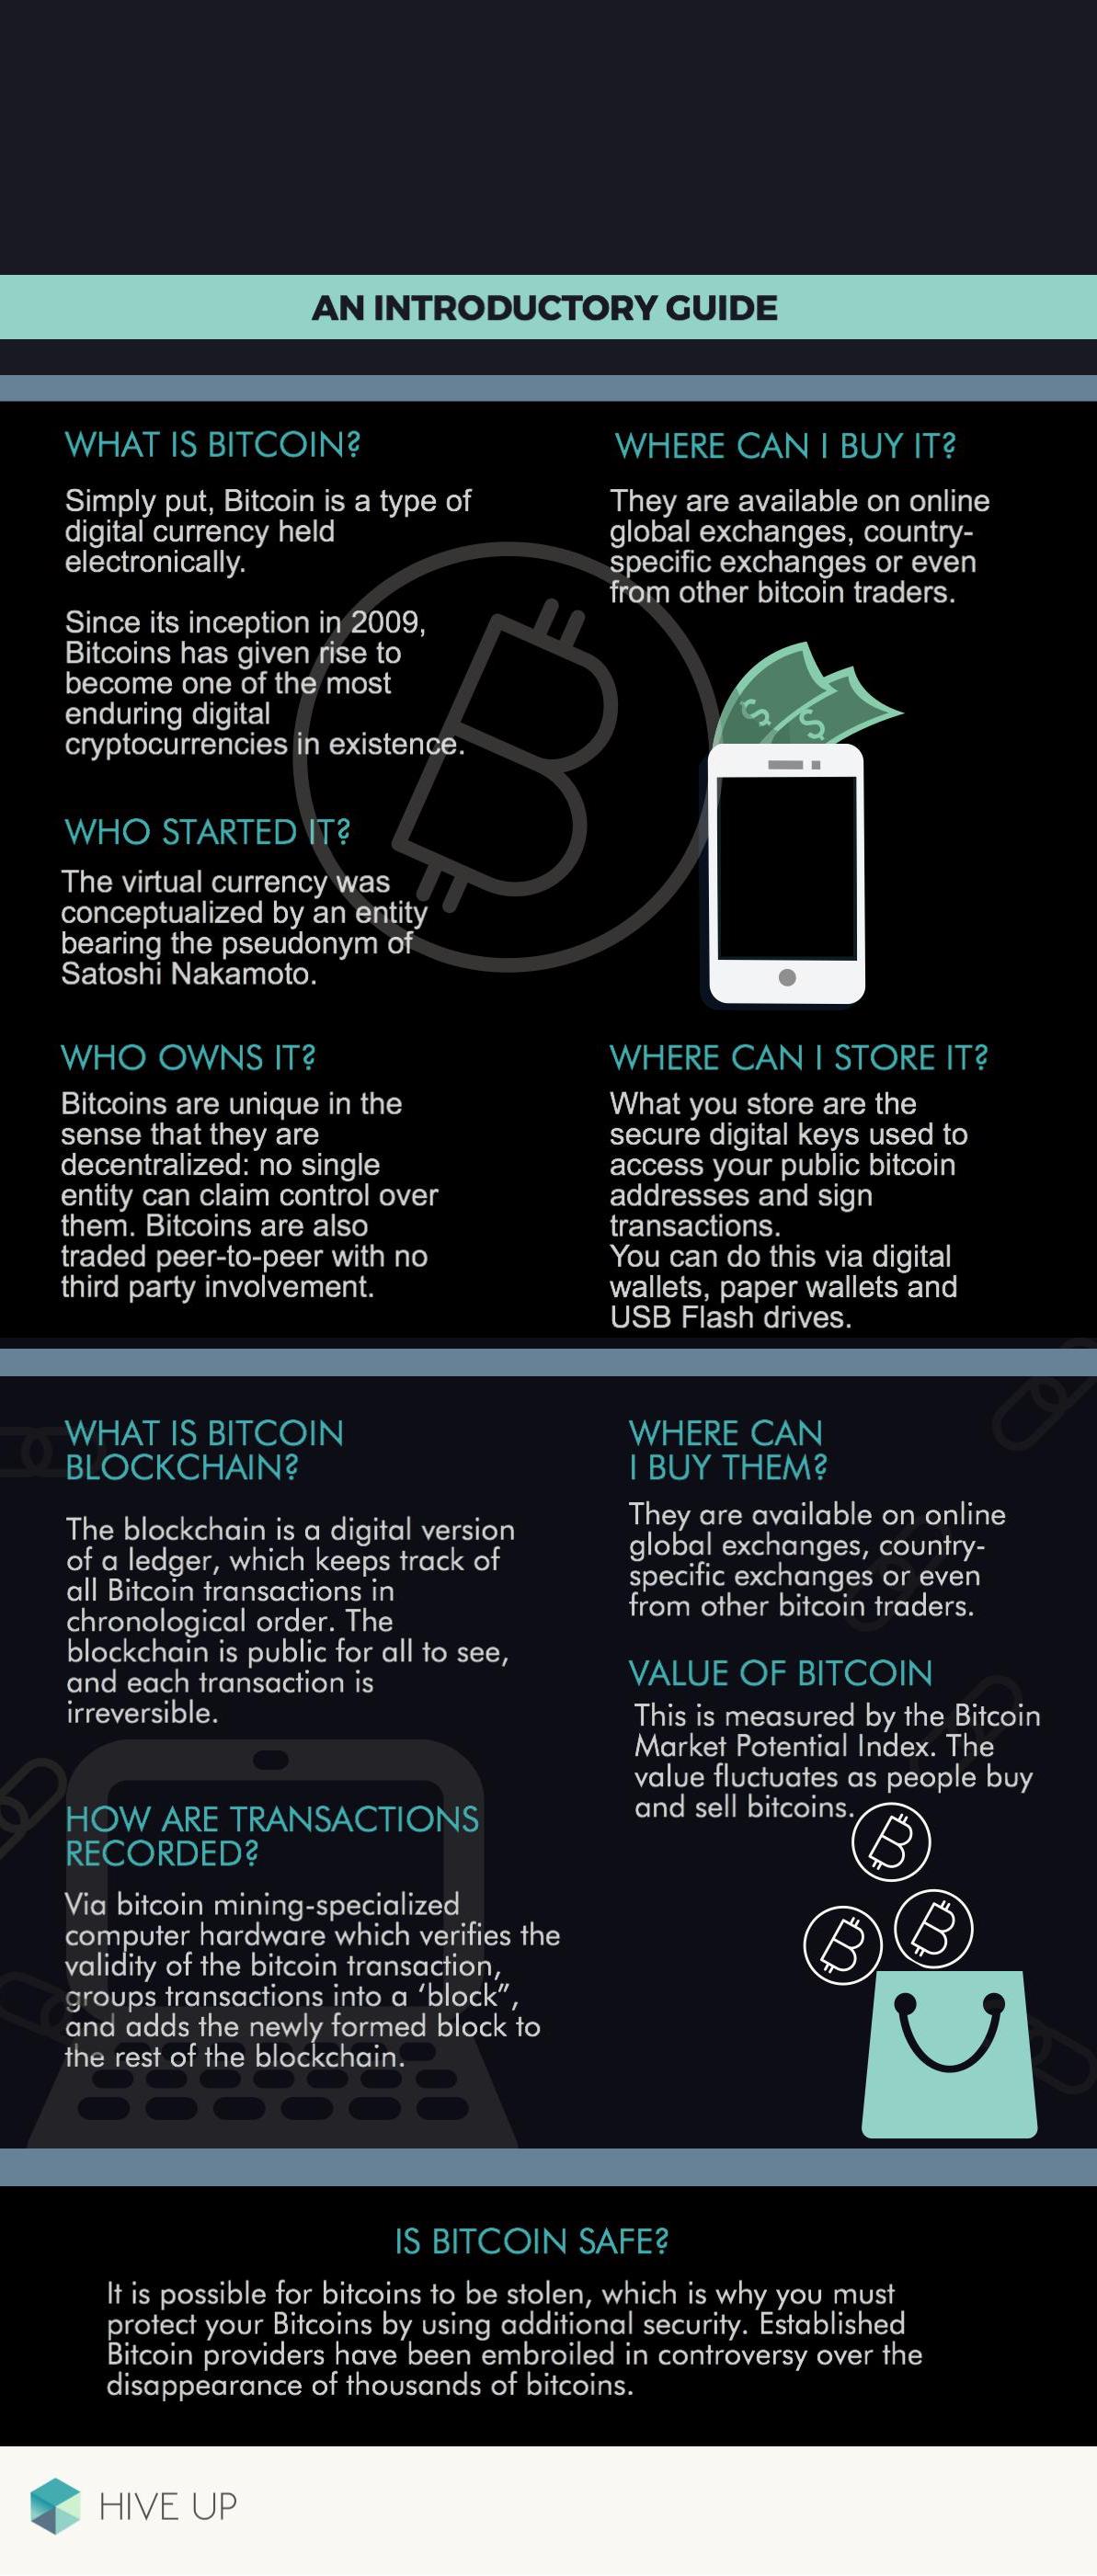 AN INTRODUCTORY GUIDE
WHAT IS BITCOIN?
Simply put, Bitcoin is a type of
digital currency held
electronically.
Since its inception in 2009,
Bitcoins has given rise to
become one of the most
enduring digital
cryptocurrencies in existence.
WHO STARTED IT?
The virtual currency was
conceptualized by an entity
bearing the pseudonym of
Satoshi Nakamoto.
WHO OWNS IT?
Bitcoins are unique in the
sense that they are
decentralized: no single
entity can claim control over
them. Bitcoins are also
traded peer-to-peer with no
third party involvement.
WHERE CAN I BUY IT?
They are available on online
global exchanges, country-
specific exchanges or even
from other bitcoin traders.
$ $
WHERE CAN I STORE IT?
What you store are the
secure digital keys used to
access your public bitcoin
addresses and sign
transactions.
You can do this via digital
wallets, paper wallets and
USB Flash drives.
WHAT IS BITCOIN
BLOCKCHAIN?
The blockchain is a digital version
of a ledger, which keeps track of
all Bitcoin transactions in
chronological order. The
blockchain is public for all to see,
and each transaction is
irreversible.
HOW ARE TRANSACTIONS
RECORDED?
Via bitcoin mining-specialized
computer hardware which verifies the
validity of the bitcoin transaction,
groups transactions into a ‘block”,
and adds the newly formed block to
the rest of the blockchain.
WHERE CAN
I BUY THEM?
They are available on online
global exchanges, country-
specific exchanges or even
from other bitcoin traders.
VALUE OF BITCOIN
This is measured by the Bitcoin
Market Potential Index. The
value fluctuates as people buy
and sell bitcoins.
IS BITCOIN SAFE?
It is possible for bitcoins to be stolen, which is why you must
protect your Bitcoins by using additional security. Established
Bitcoin providers have been embroiled in controversy over the
disappearance of thousands of bitcoins.
HIVE UP